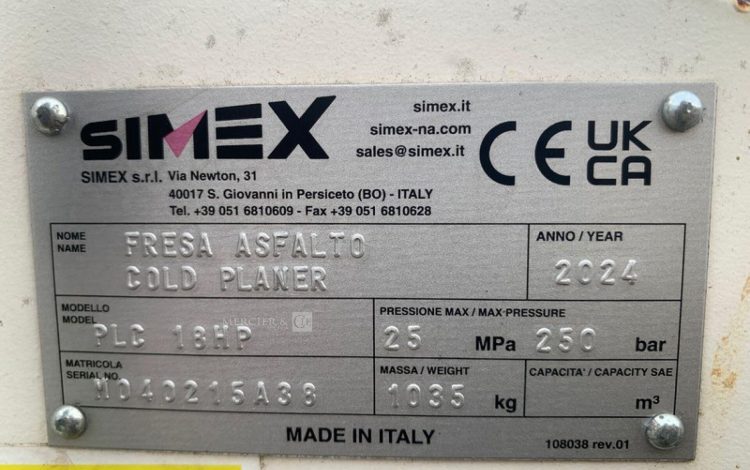 SIMEX
simex.it
simex-na.com
sales@simex.it
CE
UK
CA
SIMEX s.r.l. Via Newton, 31
40017 S. Giovanni in Persiceto (BO) - ITALY
Tel. +39 051 6810609 - Fax +39 051 6810628
NOME
NAME
FRESA ASFALTO
COLD PLANER
ANNO / YEAR
2024
MODELLO
MODEL
PLC 18HP
MERCIER & CO
PRESSIONE MAX / MAX PRESSURE
25 MPa 250 bar
MATRICOLA
SERIAL NO.
M040215A38
MASSA / WEIGHT
1035 kg
CAPACITA' / CAPACITY SAE
m³
MADE IN ITALY
108038 rev.01